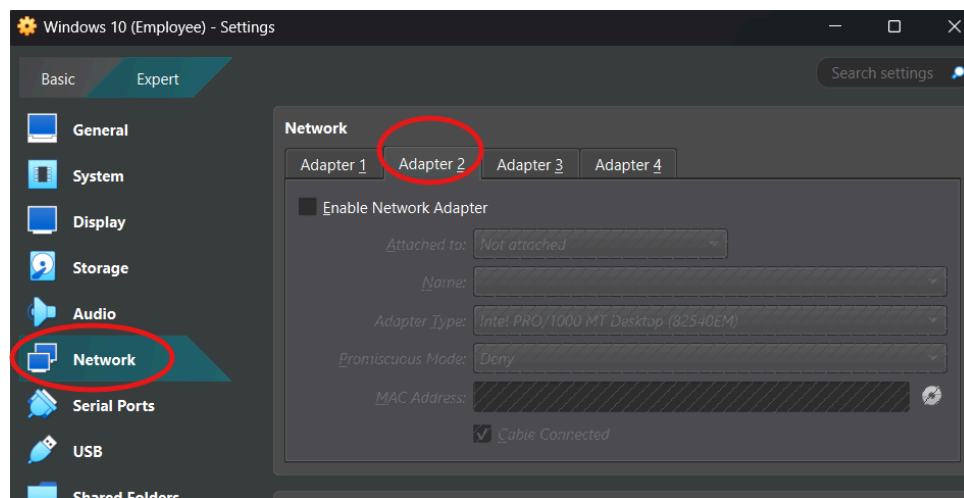 Windows 10 (Employee) - Settings
Basic
Expert
Search settings
General
System
Display
Storage
Audio
Network
Serial Ports
USB
Shared Folders
Network
Adapter 1
Adapter 2
Adapter 3
Adapter 4
Enable Network Adapter
Attached to: Not attached
Name:
Adapter Type: Intel PRO/1000 MT Desktop (82540EM)
Promiscuous Mode: Deny
MAC Address:
Cable Connected